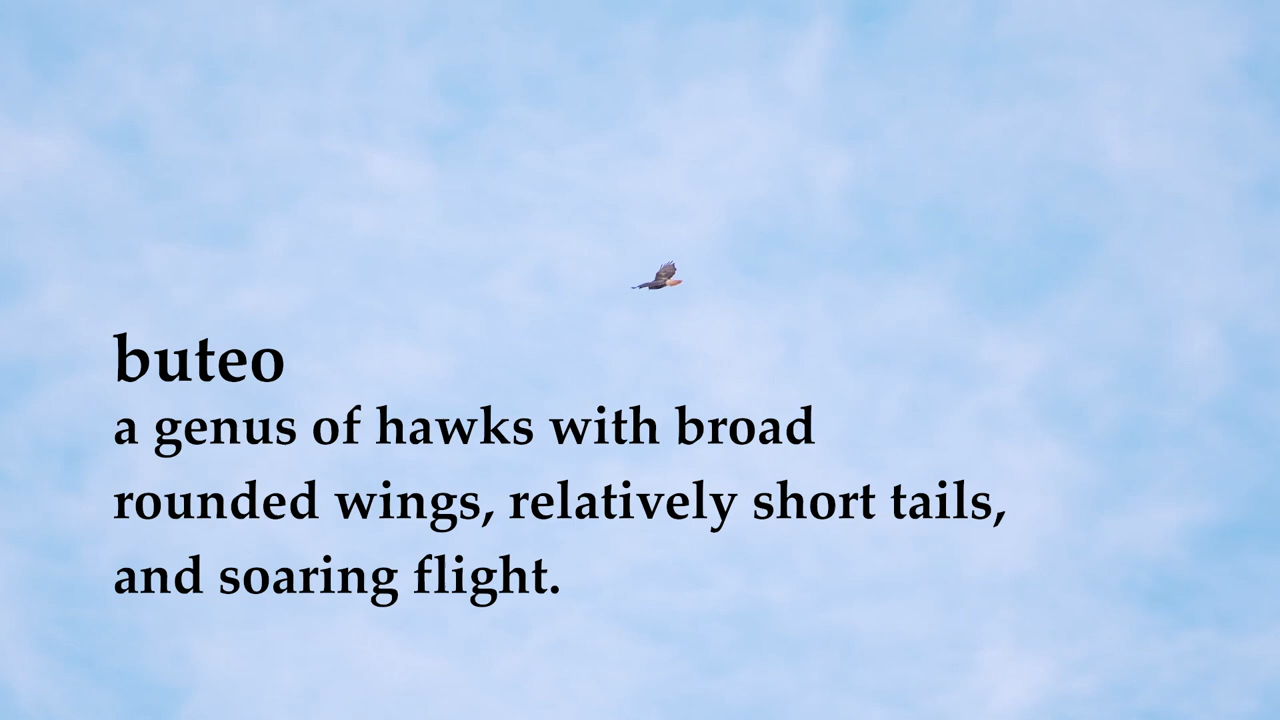 buteo
a genus of hawks with broad
rounded wings, relatively short tails,
and soaring flight.